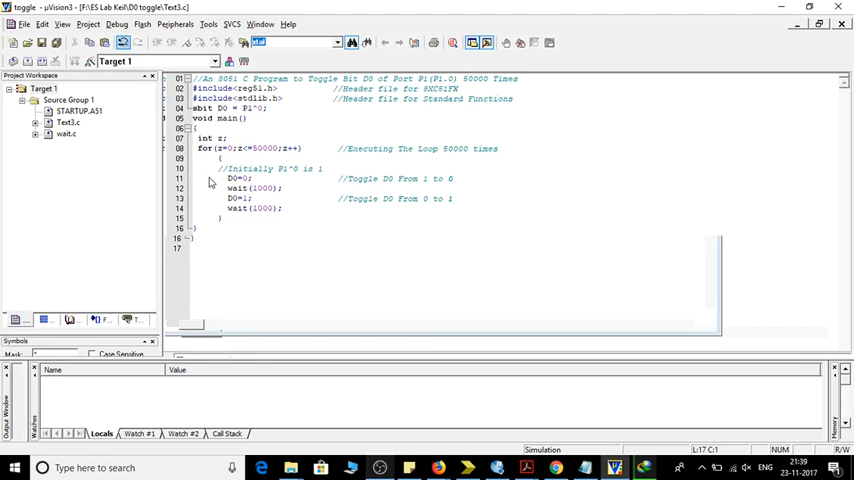 toggle - µVision3 - [F:\ES Lab Keil\D0 toggle\Text3.c]
File Edit View Project Debug Flash Peripherals Tools SVCS Window Help
Target 1
Project Workspace
Target 1
Source Group 1
STARTUP.A51
Text3.c
wait.c
01 //An 8051 C Program to Toggle Bit D0 of Port P1(P1.0) 50000 Times
02 #include<reg51.h> //Header file for 8XC51FX
03 #include<stdlib.h> //Header file for Standard Functions
04 sbit D0 = P1^0;
05 void main()
06 {
07 int z;
08 for(z=0;z<=50000;z++) //Executing The Loop 50000 times
09 {
10 //Initially P1^0 is 1
11 D0=0; //Toggle D0 From 1 to 0
12 wait(1000);
13 D0=1; //Toggle D0 From 0 to 1
14 wait(1000);
15 }
16 }
16 }
17
Symbols
Mask: * Case Sensitive
Name Value
Output Window
Watches
Memory
Locals Watch #1 Watch #2 Call Stack
Simulation L:17 C:1 NUM R/W
Type here to search
ENG
21:39
23-11-2017